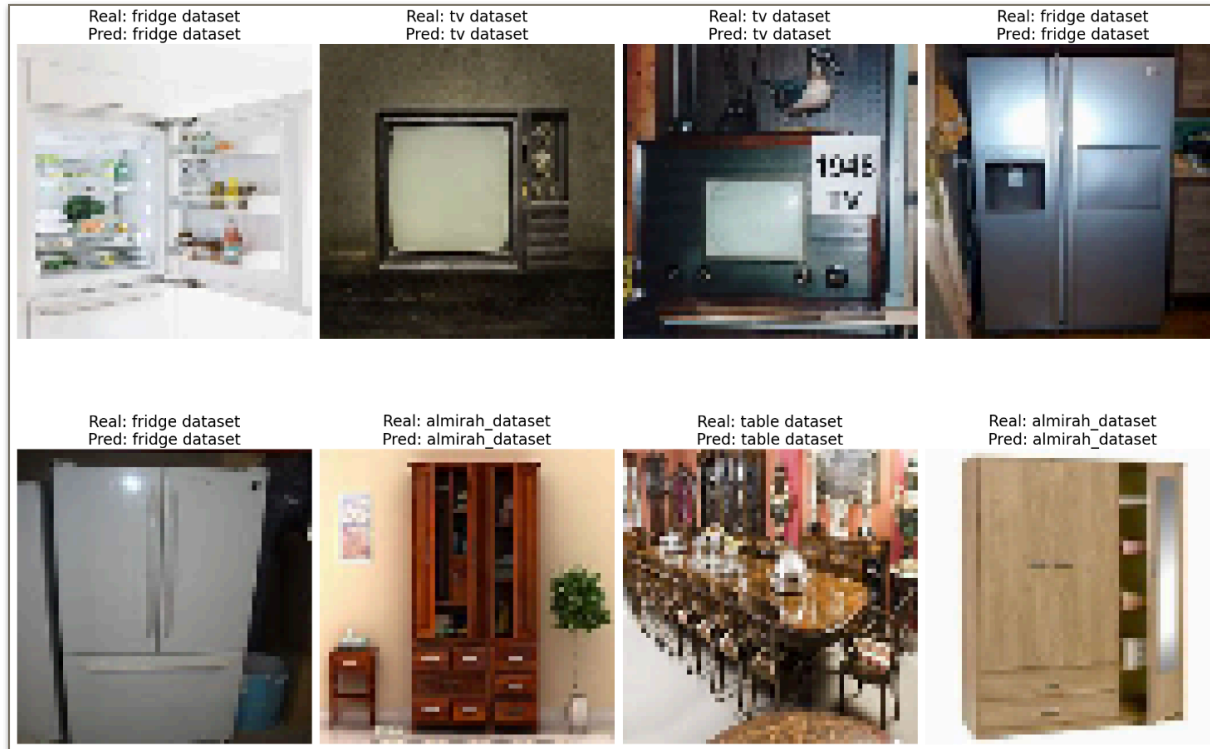 Real: fridge dataset
Pred: fridge dataset
Real: tv dataset
Pred: tv dataset
Real: tv dataset
Pred: tv dataset
Real: fridge dataset
Pred: fridge dataset
1946
TV
Real: fridge dataset
Pred: fridge dataset
Real: almirah_dataset
Pred: almirah_dataset
Real: table dataset
Pred: table dataset
Real: almirah_dataset
Pred: almirah_dataset